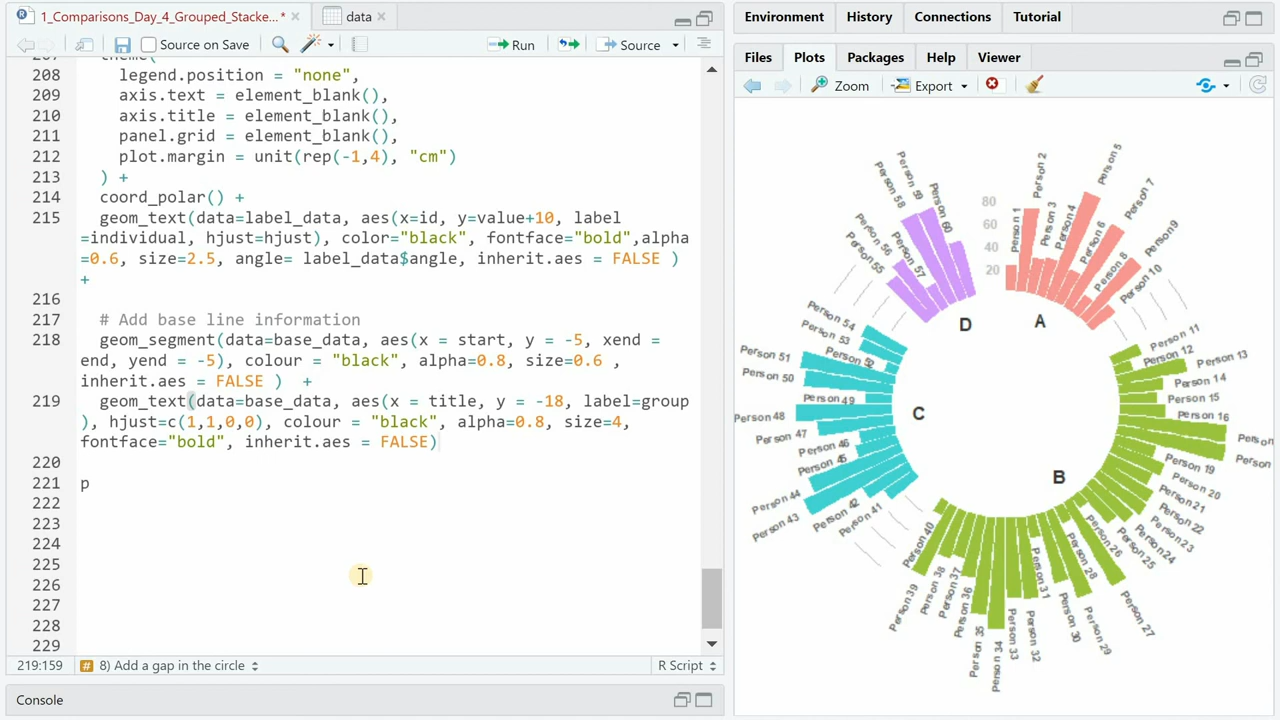 1_Comparisons_Day_4_Grouped_Stacke...*
data
Source on Save
Run
Source
208 legend.position = "none",
209 axis.text = element_blank(),
210 axis.title = element_blank(),
211 panel.grid = element_blank(),
212 plot.margin = unit(rep(-1,4), "cm")
213 ) +
214 coord_polar() +
215 geom_text(data=label_data, aes(x=id, y=value+10, label
=individual, hjust=hjust), color="black", fontface="bold",alpha
=0.6, size=2.5, angle= label_data$angle, inherit.aes = FALSE )
+
216
217 # Add base line information
218 geom_segment(data=base_data, aes(x = start, y = -5, xend =
end, yend = -5), colour = "black", alpha=0.8, size=0.6 ,
inherit.aes = FALSE )  +
219 geom_text(data=base_data, aes(x = title, y = -18, label=group
), hjust=c(1,1,0,0), colour = "black", alpha=0.8, size=4,
fontface="bold", inherit.aes = FALSE)
220
221 p
222
223
224
225
226
227
228
229
219:159
# 8) Add a gap in the circle
R Script
Console
Environment
History
Connections
Tutorial
Files
Plots
Packages
Help
Viewer
Zoom
Export
80
60
40
20
A
B
C
D
Person 1
Person 2
Person 3
Person 4
Person 5
Person 6
Person 7
Person 8
Person 9
Person 10
Person 11
Person 12
Person 13
Person 14
Person 15
Person 16
Person
Person 19
Person 20
Person 21
Person 22
Person 23
Person 24
Person 25
Person 26
Person 27
Person 28
Person 29
Person 30
Person 31
Person 32
Person 33
Person 34
Person 35
Person 36
Person 37
Person 38
Person 39
Person 40
Person 41
Person 42
Person 43
Person 44
Person 45
Person 46
Person 47
Person 48
Person 49
Person 50
Person 51
Person 52
Person 53
Person 54
Person 55
Person 56
Person 57
Person 58
Person 59
Person 60